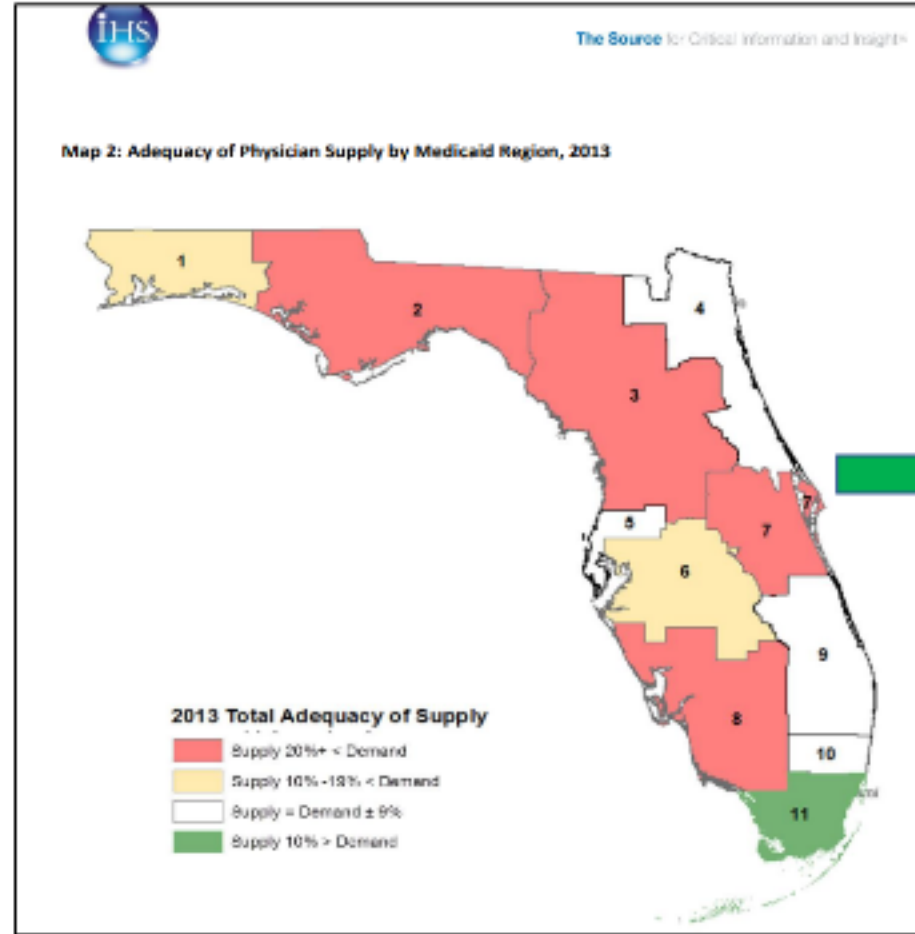 iHS
The Source for Critical Information and Insight™
Map 2: Adequacy of Physician Supply by Medicaid Region, 2013
1
2
4
3
7
5
7
6
9
8
10
11
2013 Total Adequacy of Supply
Supply 20%+ < Demand
Supply 10% -19% < Demand
Supply = Demand ± 9%
Supply 10% > Demand